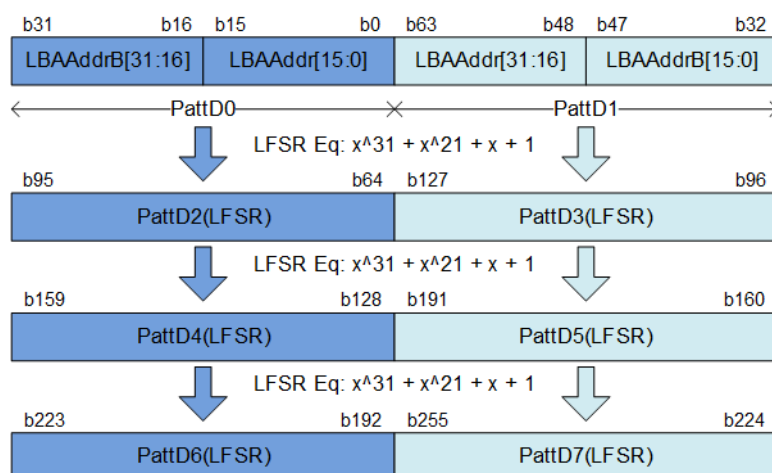 b31 b16 b15 b0 b63 b48 b47 b32
LBAAddrB[31:16] LBAAddr[15:0] LBAAddr[31:16] LBAAddrB[15:0]
PattD0 PattD1
LFSR Eq: x^31 + x^21 + x + 1
b95 b64 b127 b96
PattD2(LFSR) PattD3(LFSR)
LFSR Eq: x^31 + x^21 + x + 1
b159 b128 b191 b160
PattD4(LFSR) PattD5(LFSR)
LFSR Eq: x^31 + x^21 + x + 1
b223 b192 b255 b224
PattD6(LFSR) PattD7(LFSR)